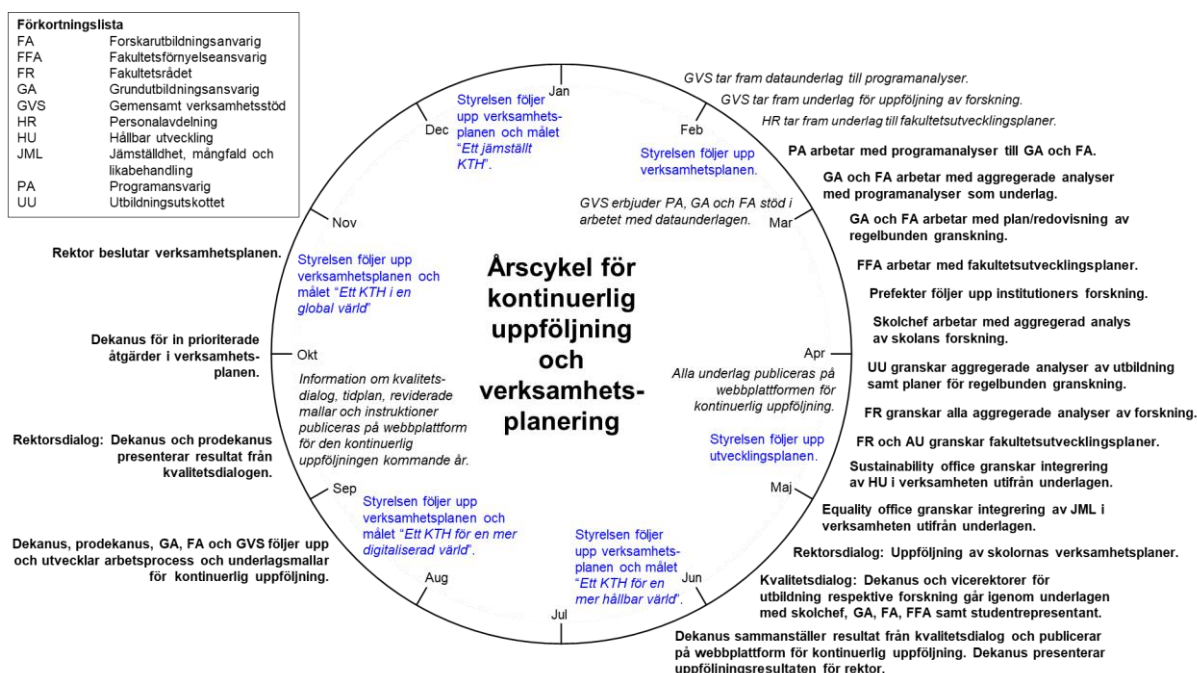 Förkortningslista
FA Forskarutbildningsanvarig
FFA Fakultetsförnyelseansvarig
FR Fakultetsrådet
GA Grundutbildningsansvarig
GVS Gemensamt verksamhetsstöd
HR Personalavdelning
HU Hållbar utveckling
JML Jämställdhet, mångfald och
likabehandling
PA Programansvarig
UU Utbildningsutskottet
Årscykel för
kontinuerlig
uppföljning
och
verksamhets-
planering
Jan
Styrelsen följer
upp verksamhets-
planen och målet
"Ett jämställt
KTH".
GVS tar fram dataunderlag till programanalyser.
GVS tar fram underlag för uppföljning av forskning.
HR tar fram underlag till fakultetsutvecklingsplaner.
Feb
Styrelsen följer upp
verksamhetsplanen.
PA arbetar med programanalyser till GA och FA.
GA och FA arbetar med aggregerade analyser
med programanalyser som underlag.
GVS erbjuder PA, GA och FA stöd i
arbetet med dataunderlagen.
Mar
GA och FA arbetar med plan/redovisning av
regelbunden granskning.
FFA arbetar med fakultetsutvecklingsplaner.
Prefekter följer upp institutioners forskning.
Skolchef arbetar med aggregerad analys
av skolans forskning.
Apr
UU granskar aggregerade analyser av utbildning
samt planer för regelbunden granskning.
Alla underlag publiceras på
webbplattformen för
kontinuerlig uppföljning.
FR granskar alla aggregerade analyser av forskning.
FR och AU granskar fakultetsutvecklingsplaner.
Styrelsen följer upp
utvecklingsplanen.
Sustainability office granskar integrering
av HU i verksamheten utifrån underlagen.
Maj
Equality office granskar integrering av JML i
verksamheten utifrån underlagen.
Rektorsdialog: Uppföljning av skolornas verksamhetsplaner.
Styrelsen följer
upp verksamhets-
planen och målet
"Ett KTH för en
mer hållbar värld".
Jun
Kvalitetsdialog: Dekanus och vicerektorer för
utbildning respektive forskning går igenom underlagen
med skolchef, GA, FA, FFA samt studentrepresentant.
Dekanus sammanställer resultat från kvalitetsdialog och publicerar
på webbplattform för kontinuerlig uppföljning. Dekanus presenterar
uppföljningsresultaten för rektor.
Jul
Aug
Styrelsen följer upp
verksamhetsplanen och
målet "Ett KTH för en mer
digitaliserad värld".
Dekanus, prodekanus, GA, FA och GVS följer upp
och utvecklar arbetsprocess och underlagsmallar
för kontinuerlig uppföljning.
Sep
Rektorsdialog: Dekanus och prodekanus
presenterar resultat från
kvalitetsdialogen.
Information om kvalitets-
dialog, tidplan, reviderade
mallar och instruktioner
publiceras på webbplattform
för den kontinuerlig
uppföljningen kommande år.
Okt
Dekanus för in prioriterade
åtgärder i verksamhets-
planen.
Styrelsen följer upp
verksamhetsplanen och
målet "Ett KTH i en
global värld"
Nov
Rektor beslutar verksamhetsplanen.
Dec